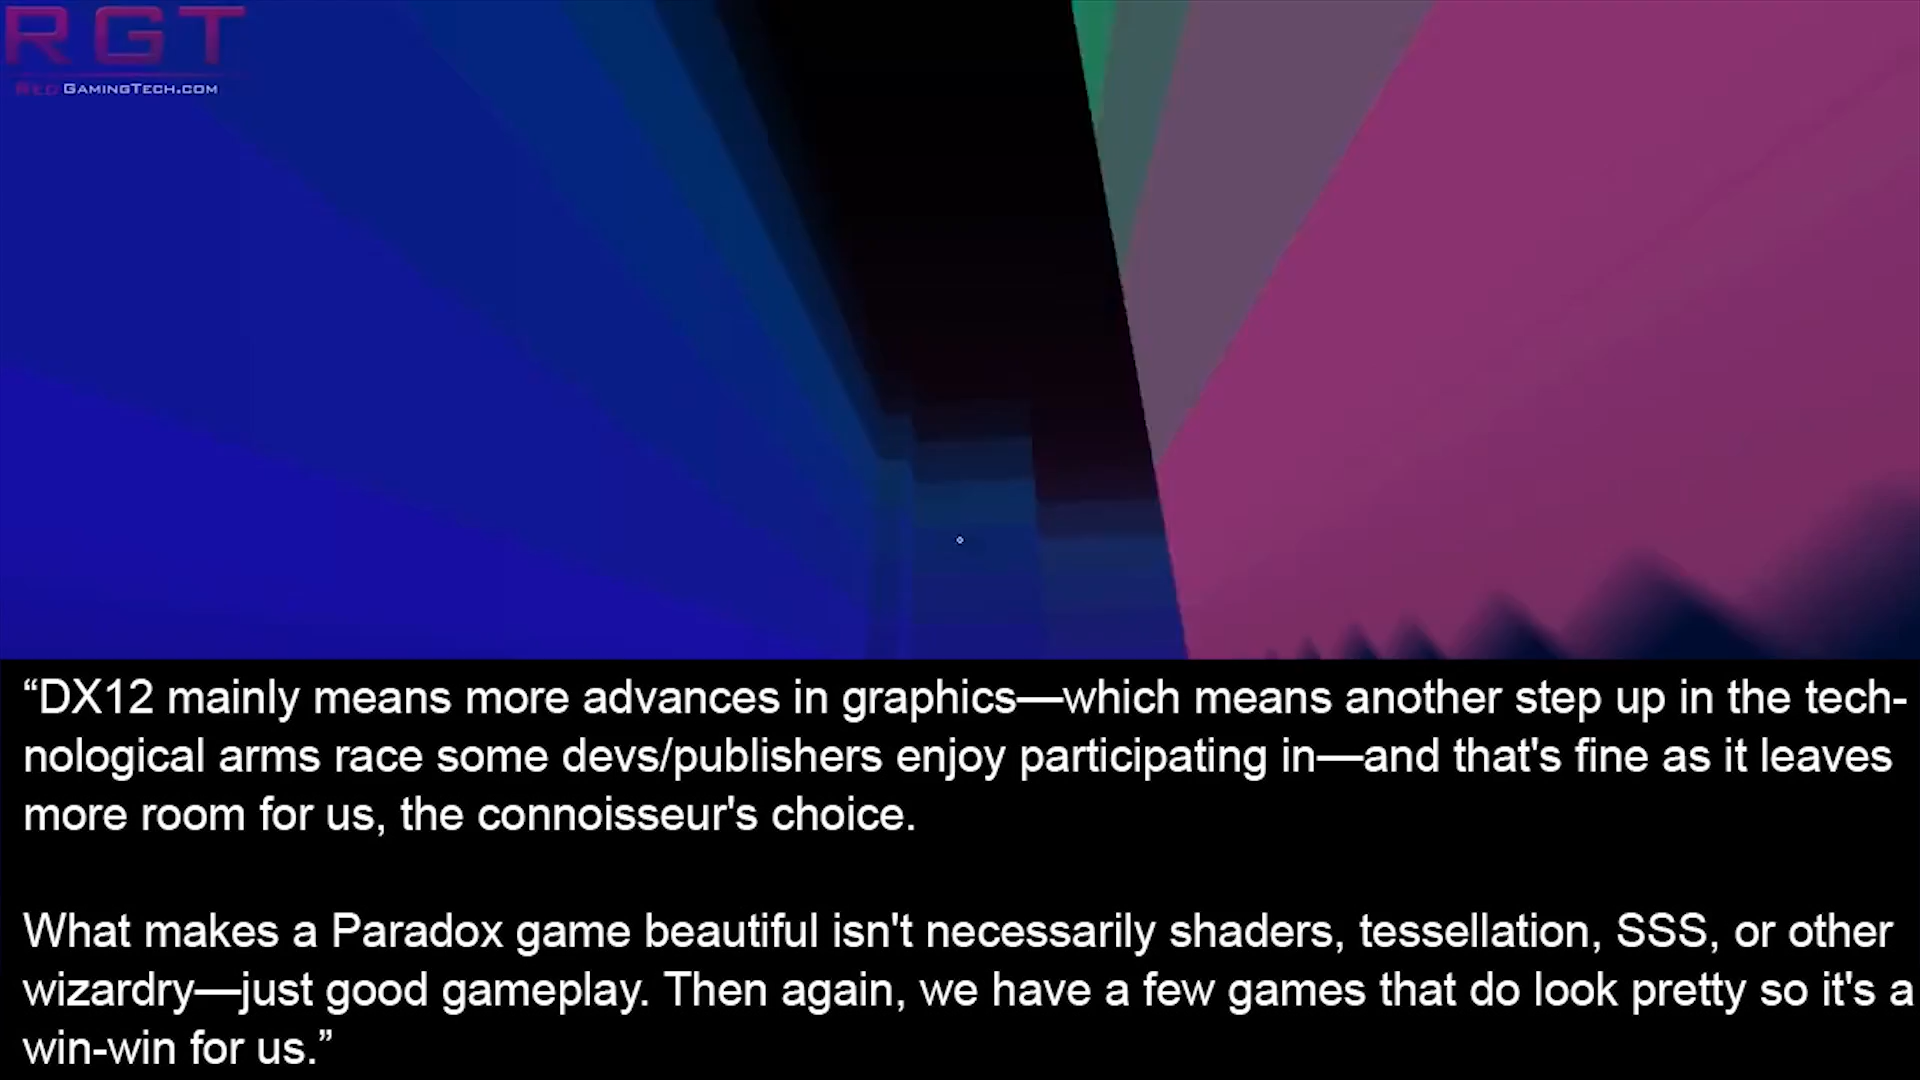 RGT
RedGamingTech.com
“DX12 mainly means more advances in graphics—which means another step up in the tech-
nological arms race some devs/publishers enjoy participating in—and that's fine as it leaves
more room for us, the connoisseur's choice.
What makes a Paradox game beautiful isn't necessarily shaders, tessellation, SSS, or other
wizardry—just good gameplay. Then again, we have a few games that do look pretty so it's a
win-win for us.”